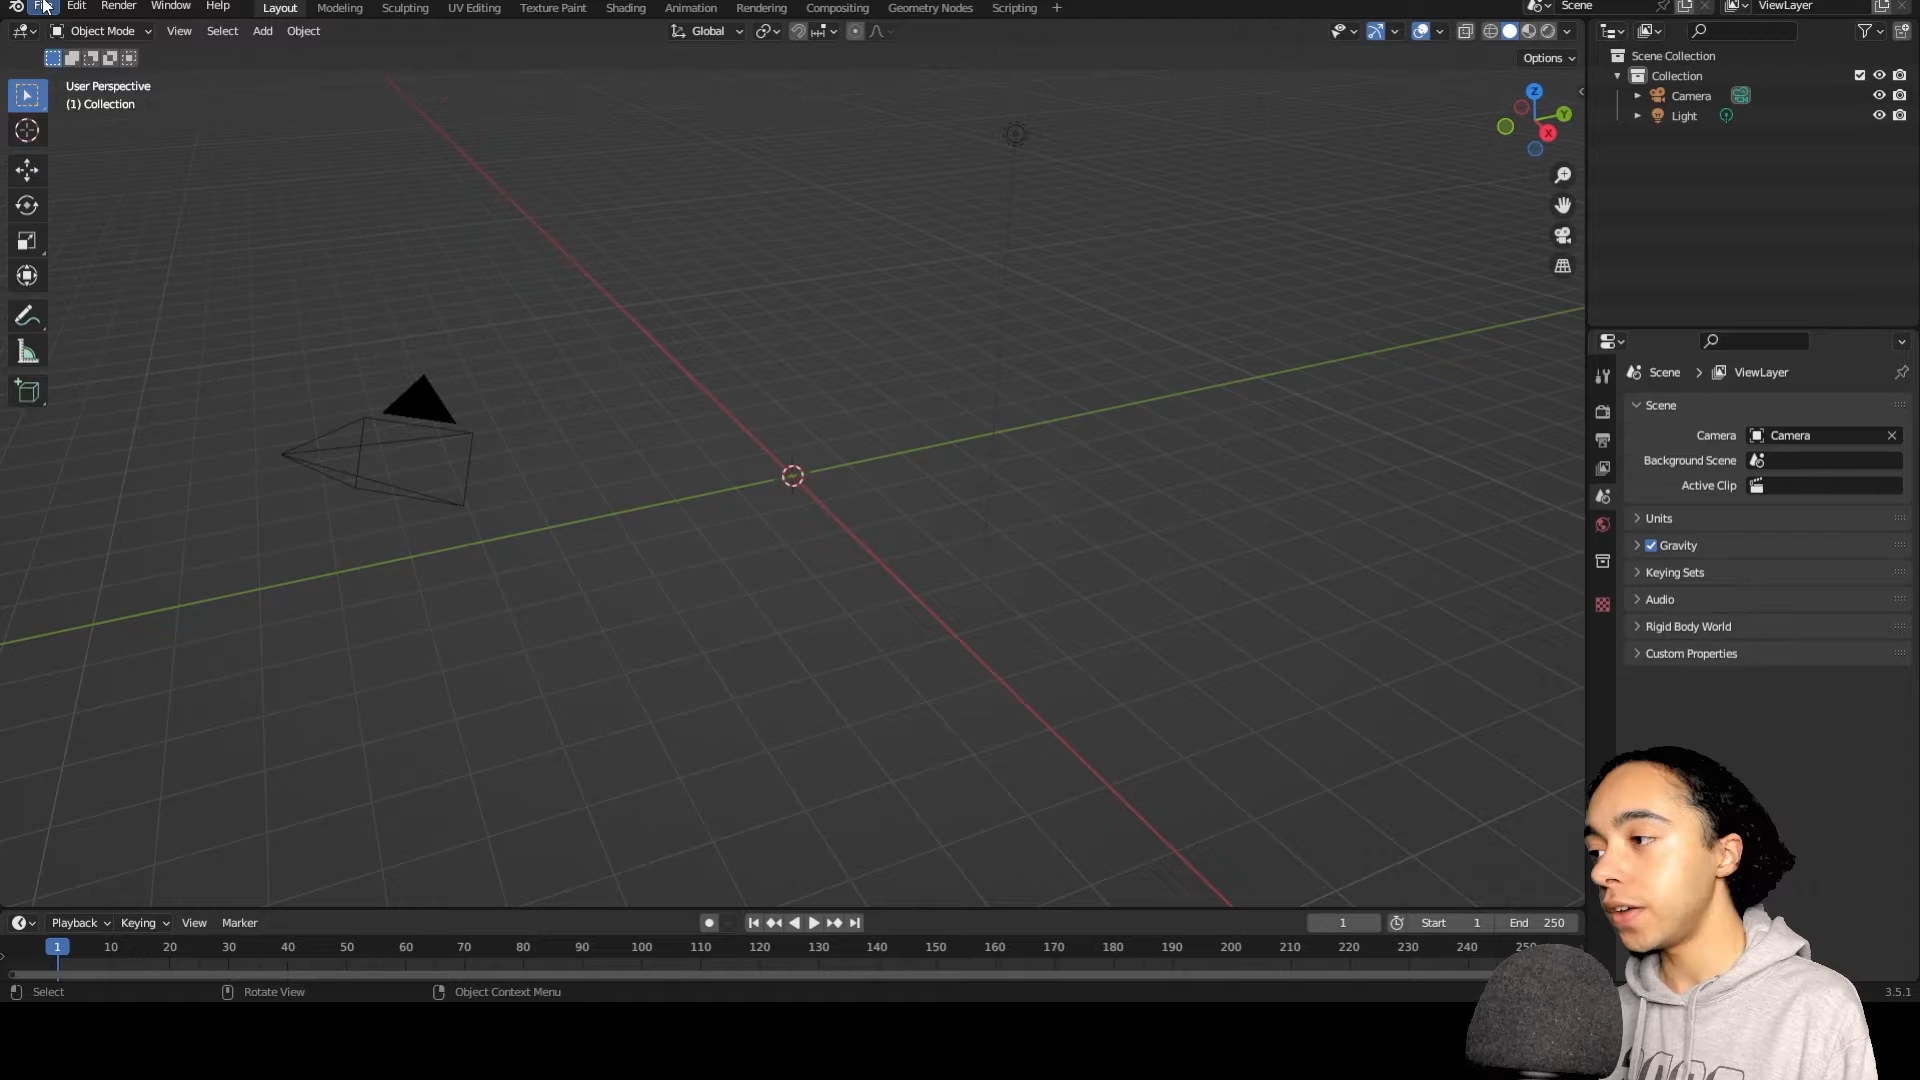 Edit Render Window Help Layout Modeling Sculpting UV Editing Texture Paint Shading Animation Rendering Compositing Geometry Nodes Scripting + Scene ViewLayer
Object Mode View Select Add Object Global
Options
User Perspective
(1) Collection
Z
Y
X
Scene Collection
Collection
Camera
Light
Scene > ViewLayer
Scene
Camera Camera
Background Scene
Active Clip
Units
Gravity
Keying Sets
Audio
Rigid Body World
Custom Properties
Playback Keying View Marker 1 Start 1 End 250
1 10 20 30 40 50 60 70 80 90 100 110 120 130 140 150 160 170 180 190 200 210 220 230 240 250
Select Rotate View Object Context Menu 3.5.1